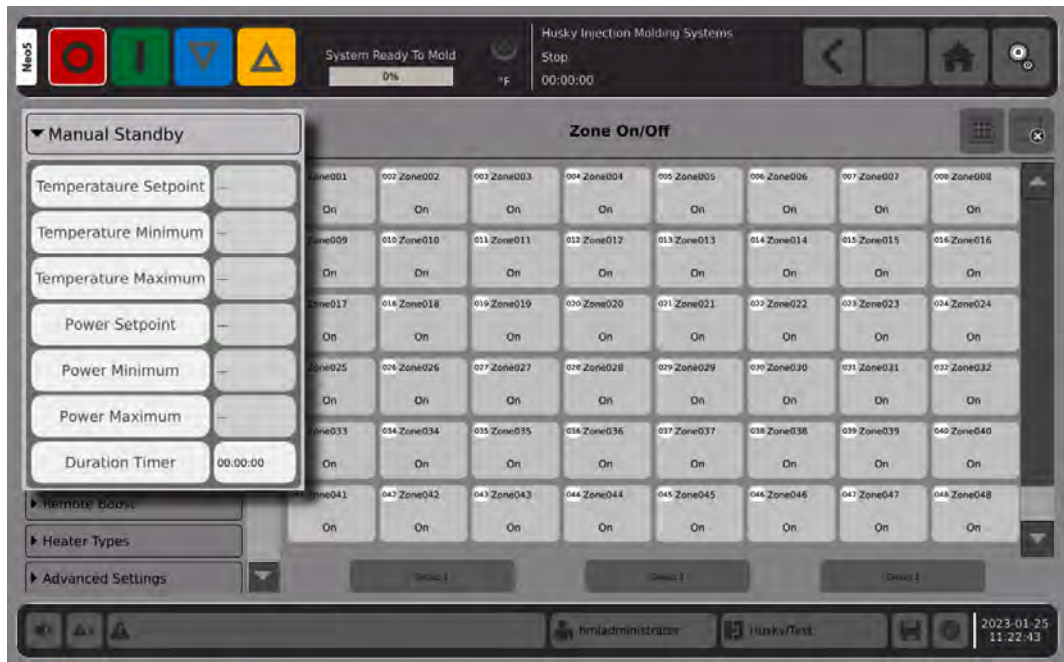 Neo5
System Ready To Mold
0%
°F
Husky Injection Molding Systems
Stop
00:00:00
Manual Standby
Zone On/Off
Temperataure Setpoint --
Temperature Minimum --
Temperature Maximum --
Power Setpoint --
Power Minimum --
Power Maximum --
Duration Timer 00:00:00
Zone001 002 Zone002 003 Zone003 004 Zone004 005 Zone005 006 Zone006 007 Zone007 008 Zone008
On On On On On On On On
Zone009 010 Zone010 011 Zone011 012 Zone012 013 Zone013 014 Zone014 015 Zone015 016 Zone016
On On On On On On On On
Zone017 018 Zone018 019 Zone019 020 Zone020 021 Zone021 022 Zone022 023 Zone023 024 Zone024
On On On On On On On On
Zone025 026 Zone026 027 Zone027 028 Zone028 029 Zone029 030 Zone030 031 Zone031 032 Zone032
On On On On On On On On
Zone033 034 Zone034 035 Zone035 036 Zone036 037 Zone037 038 Zone038 039 Zone039 040 Zone040
On On On On On On On On
Zone041 042 Zone042 043 Zone043 044 Zone044 045 Zone045 046 Zone046 047 Zone047 048 Zone048
On On On On On On On On
Remote Boost
Heater Types
Advanced Settings
hmiadministrator
Husky/Test
2023-01-25
11:22:43